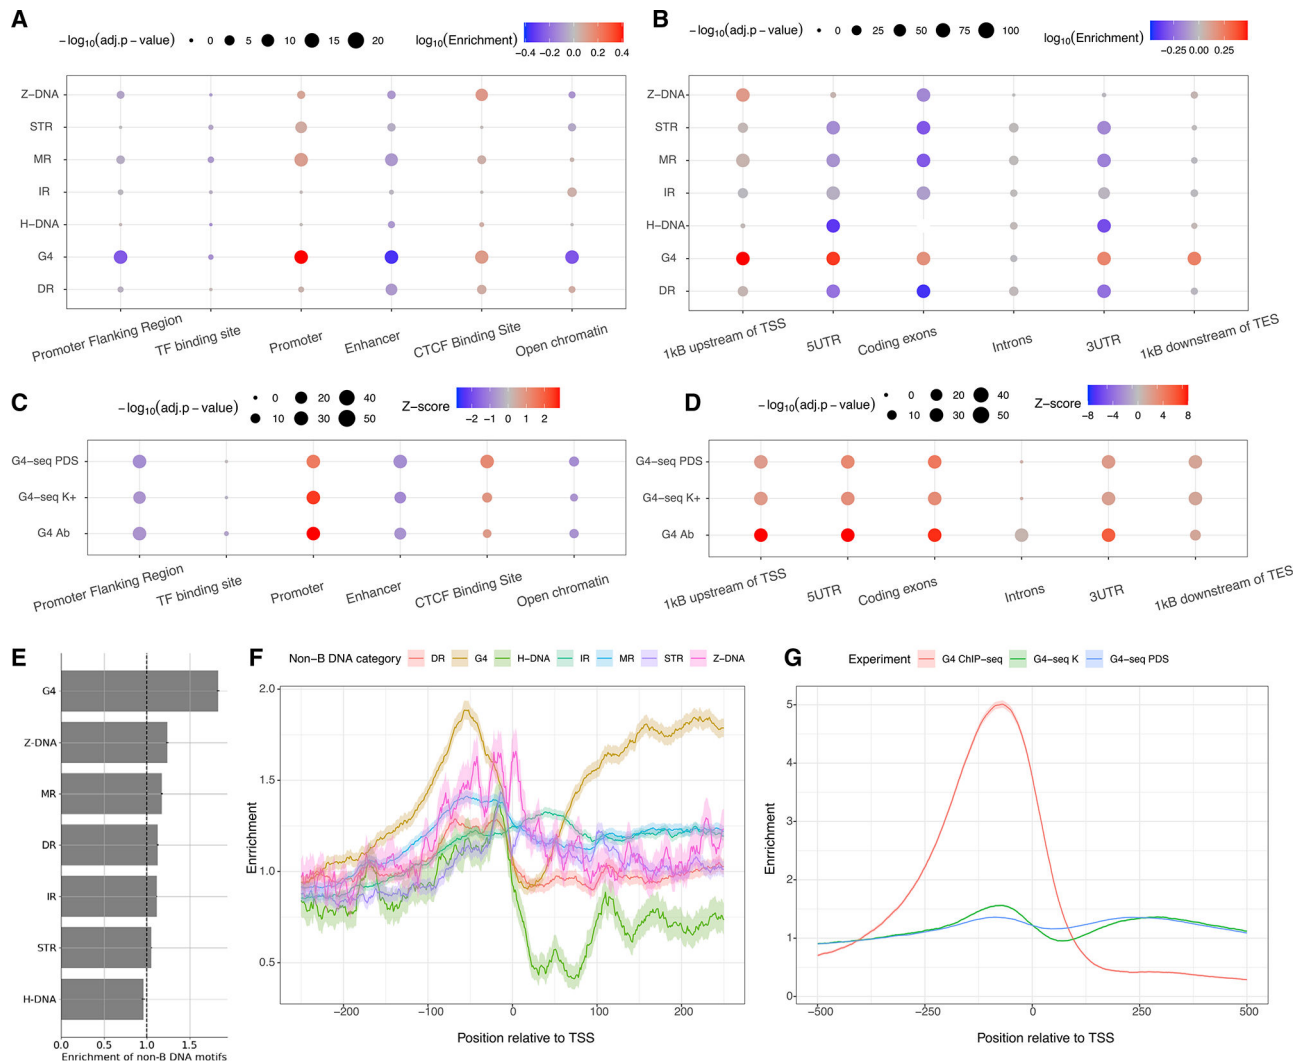 A
−log10(adj.p−value) 0 5 10 15 20
log10(Enrichment)
−0.4 −0.2 0.0 0.2 0.4
Z−DNA
STR
MR
IR
H−DNA
G4
DR
Promoter Flanking Region
TF binding site
Promoter
Enhancer
CTCF Binding Site
Open chromatin
B
−log10(adj.p−value) 0 25 50 75 100
log10(Enrichment)
−0.25 0.00 0.25
Z−DNA
STR
MR
IR
H−DNA
G4
DR
1kB upstream of TSS
5UTR
Coding exons
Introns
3UTR
1kB downstream of TES
C
−log10(adj.p−value)
0 20 40
10 30 50
Z−score
−2 −1 0 1 2
G4−seq PDS
G4−seq K+
G4 Ab
Promoter Flanking Region
TF binding site
Promoter
Enhancer
CTCF Binding Site
Open chromatin
D
−log10(adj.p−value)
0 20 40
10 30 50
Z−score
−8 −4 0 4 8
G4−seq PDS
G4−seq K+
G4 Ab
1kB upstream of TSS
5UTR
Coding exons
Introns
3UTR
1kB downstream of TES
E
G4
Z-DNA
MR
DR
IR
STR
H-DNA
0.0 0.5 1.0 1.5
Enrichment of non-B DNA motifs
F
Non−B DNA category DR G4 H−DNA IR MR STR Z−DNA
Enrichment
2.0
1.5
1.0
0.5
−200 −100 0 100 200
Position relative to TSS
G
Experiment G4 ChIP−seq G4−seq K G4−seq PDS
Enrichment
5
4
3
2
1
0
−500 −250 0 250 500
Position relative to TSS